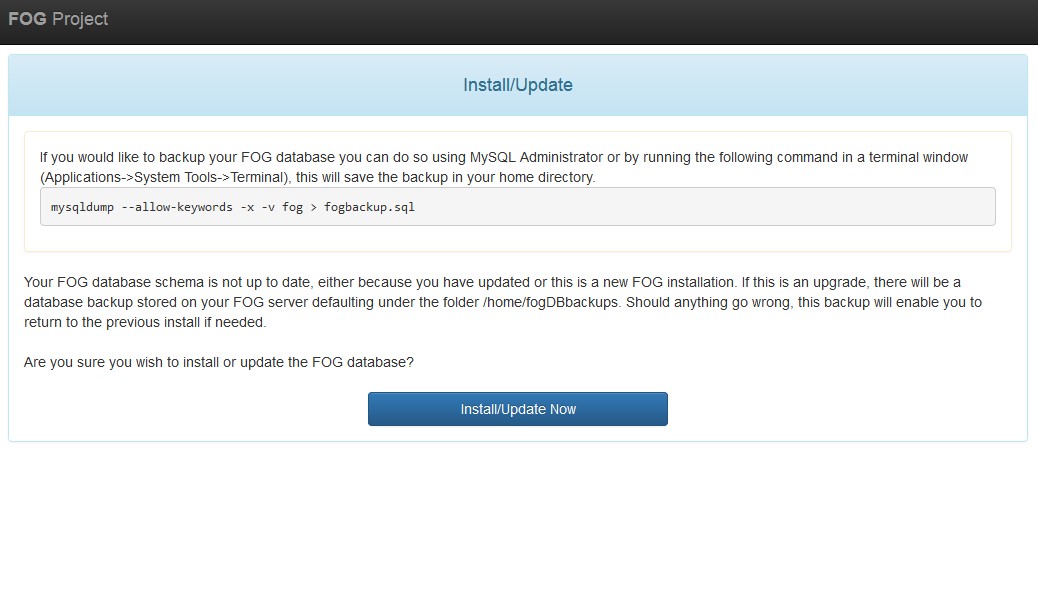 FOG Project
Install/Update
If you would like to backup your FOG database you can do so using MySQL Administrator or by running the following command in a terminal window
(Applications->System Tools->Terminal), this will save the backup in your home directory.
mysqldump --allow-keywords -x -v fog > fogbackup.sql
Your FOG database schema is not up to date, either because you have updated or this is a new FOG installation. If this is an upgrade, there will be a
database backup stored on your FOG server defaulting under the folder /home/fogDBbackups. Should anything go wrong, this backup will enable you to
return to the previous install if needed.
Are you sure you wish to install or update the FOG database?
Install/Update Now